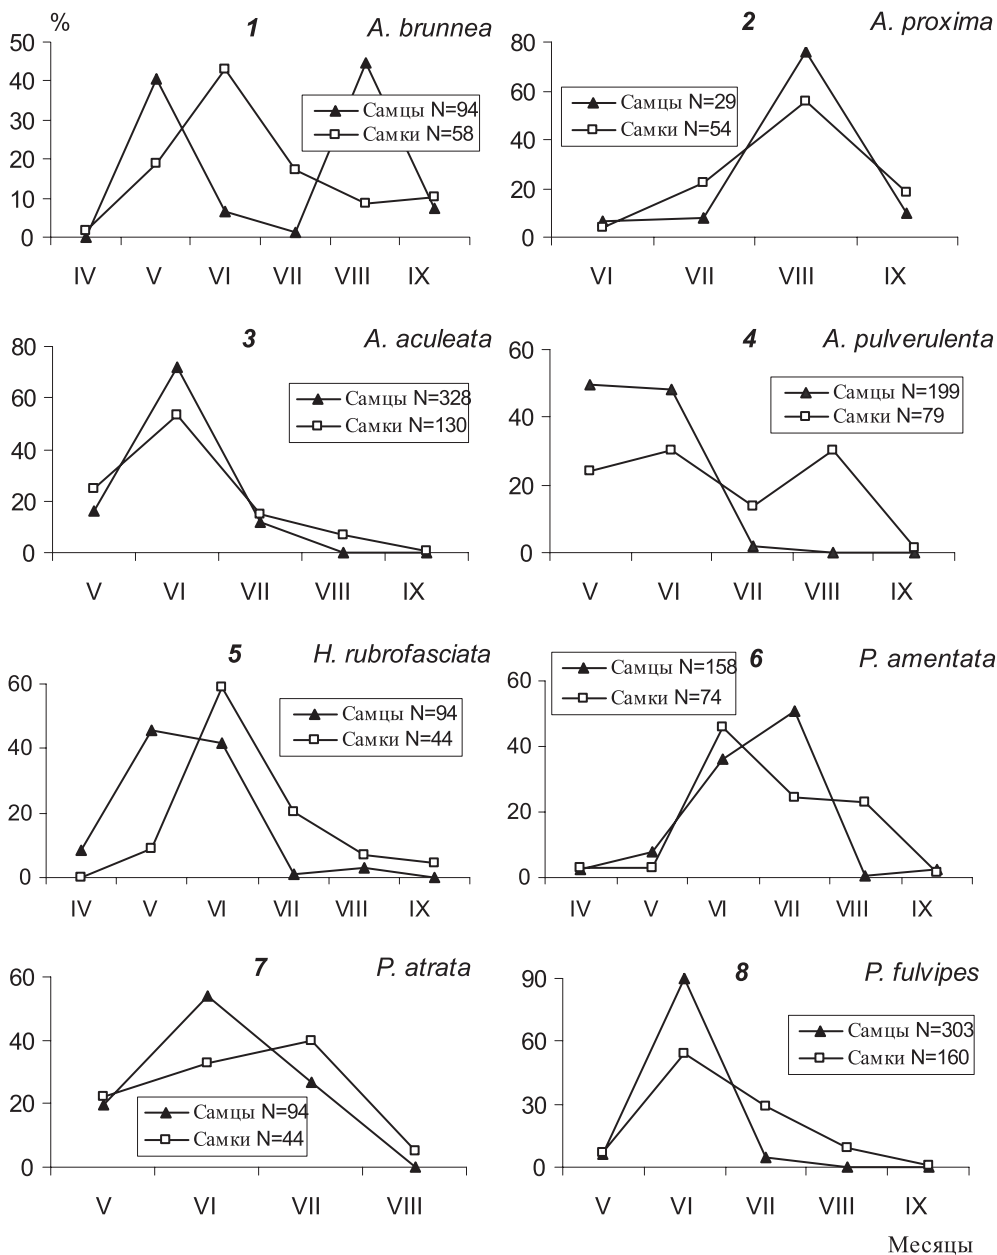 %
1 A. brunnea
50
40
30
20
10
0
Самцы N=94
Самки N=58
IV V VI VII VIII IX
2 A. proxima
80
60
40
20
0
Самцы N=29
Самки N=54
VI VII VIII IX
3 A. aculeata
80
60
40
20
0
Самцы N=328
Самки N=130
V VI VII VIII IX
4 A. pulverulenta
60
40
20
0
Самцы N=199
Самки N=79
V VI VII VIII IX
5 H. rubrofasciata
60
40
20
0
Самцы N=94
Самки N=44
IV V VI VII VIII IX
6 P. amentata
60
40
20
0
Самцы N=158
Самки N=74
IV V VI VII VIII IX
7 P. atrata
60
40
20
0
Самцы N=94
Самки N=44
V VI VII VIII
8 P. fulvipes
90
60
30
0
Самцы N=303
Самки N=160
V VI VII VIII IX
Месяцы